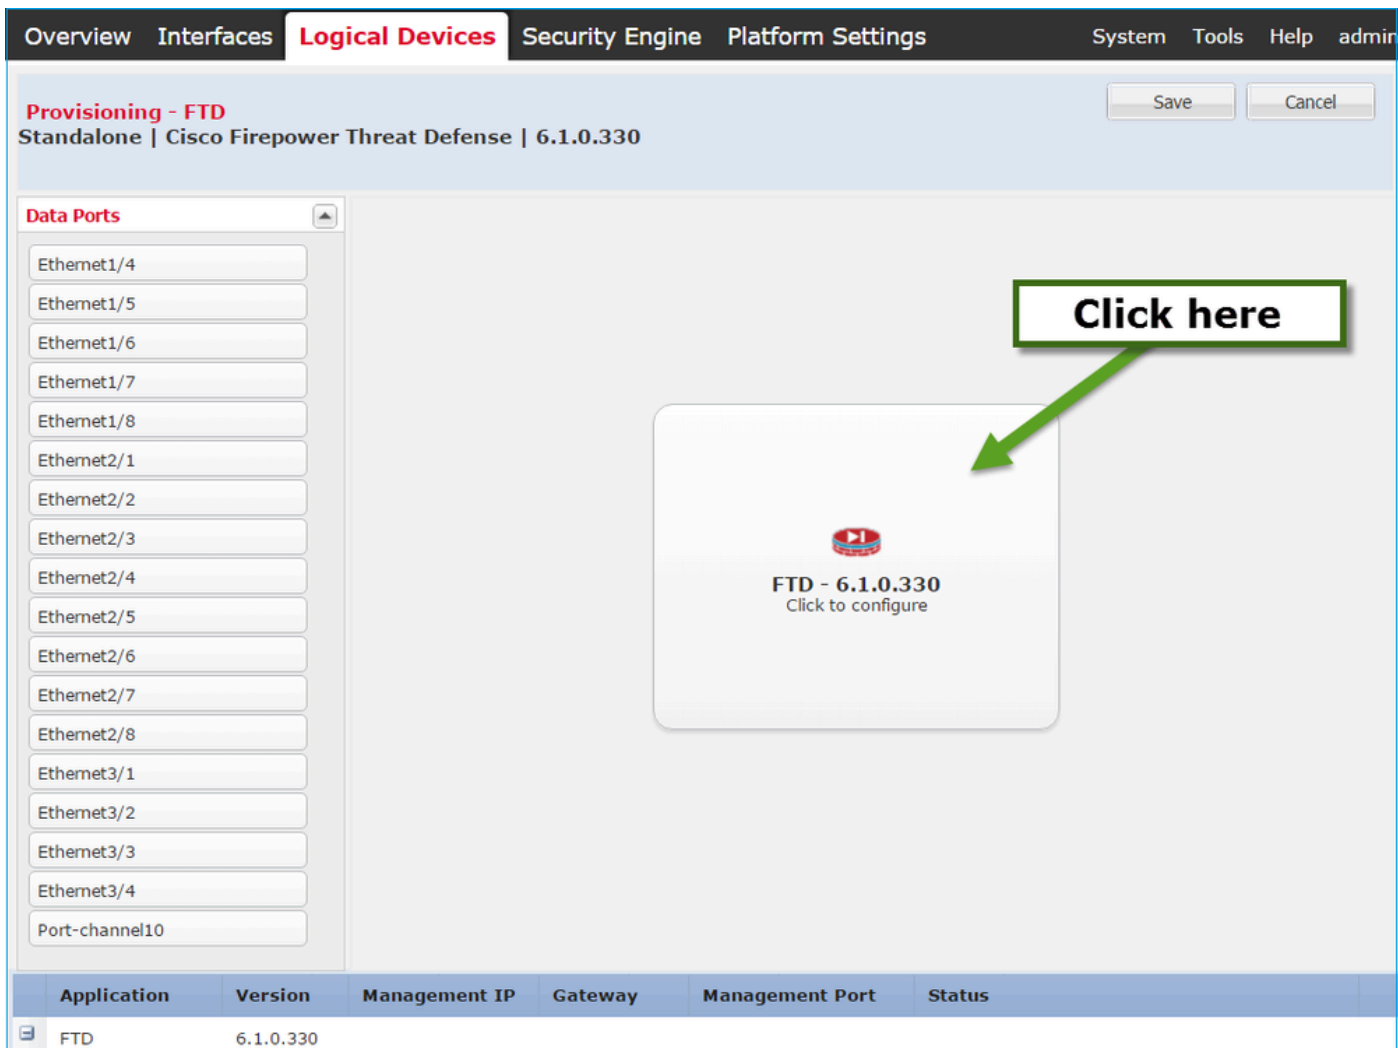 Overview Interfaces Logical Devices Security Engine Platform Settings System Tools Help admin
Provisioning - FTD
Standalone | Cisco Firepower Threat Defense | 6.1.0.330
Save Cancel
Data Ports
Ethernet1/4
Ethernet1/5
Ethernet1/6
Ethernet1/7
Ethernet1/8
Ethernet2/1
Ethernet2/2
Ethernet2/3
Ethernet2/4
Ethernet2/5
Ethernet2/6
Ethernet2/7
Ethernet2/8
Ethernet3/1
Ethernet3/2
Ethernet3/3
Ethernet3/4
Port-channel10
Click here
FTD - 6.1.0.330
Click to configure
Application Version Management IP Gateway Management Port Status
FTD 6.1.0.330